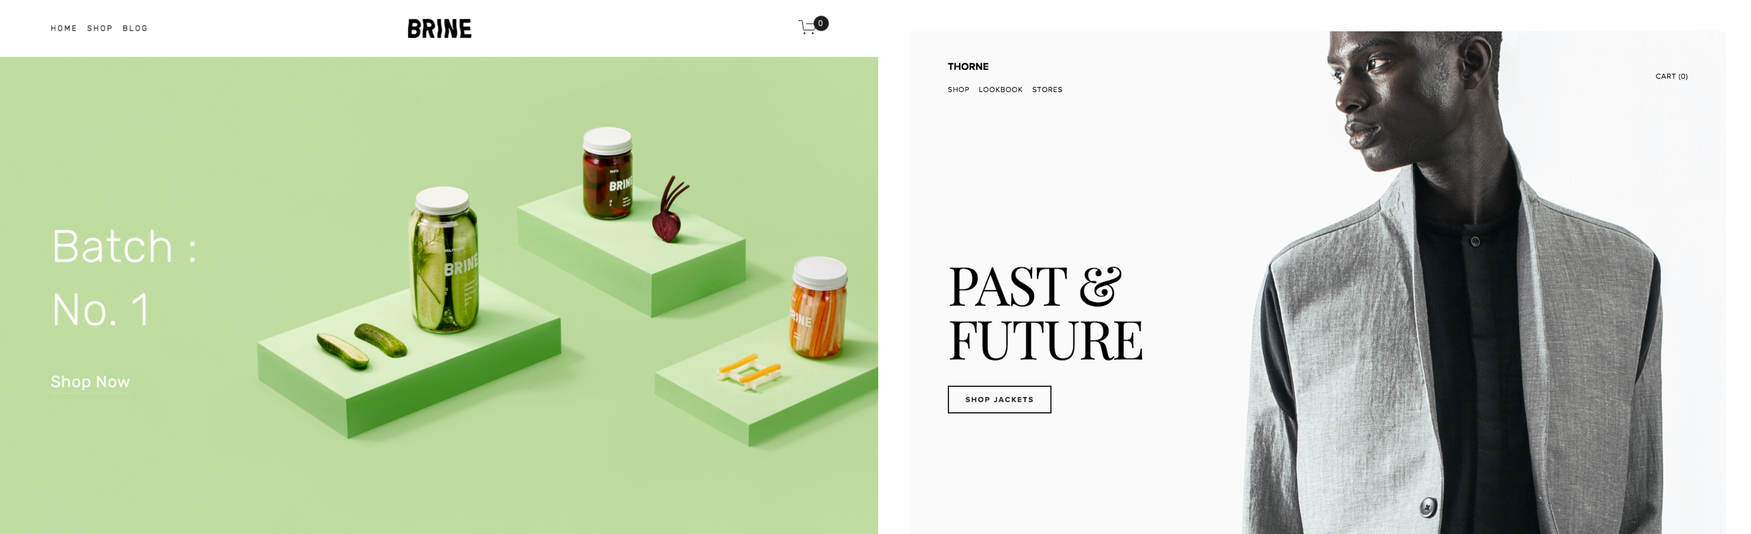 HOME SHOP BLOG
BRINE
0
Batch :
No. 1
Shop Now
BRINE
BRINE
BRINE
THORNE
SHOP LOOKBOOK STORES
CART (0)
PAST &
FUTURE
SHOP JACKETS